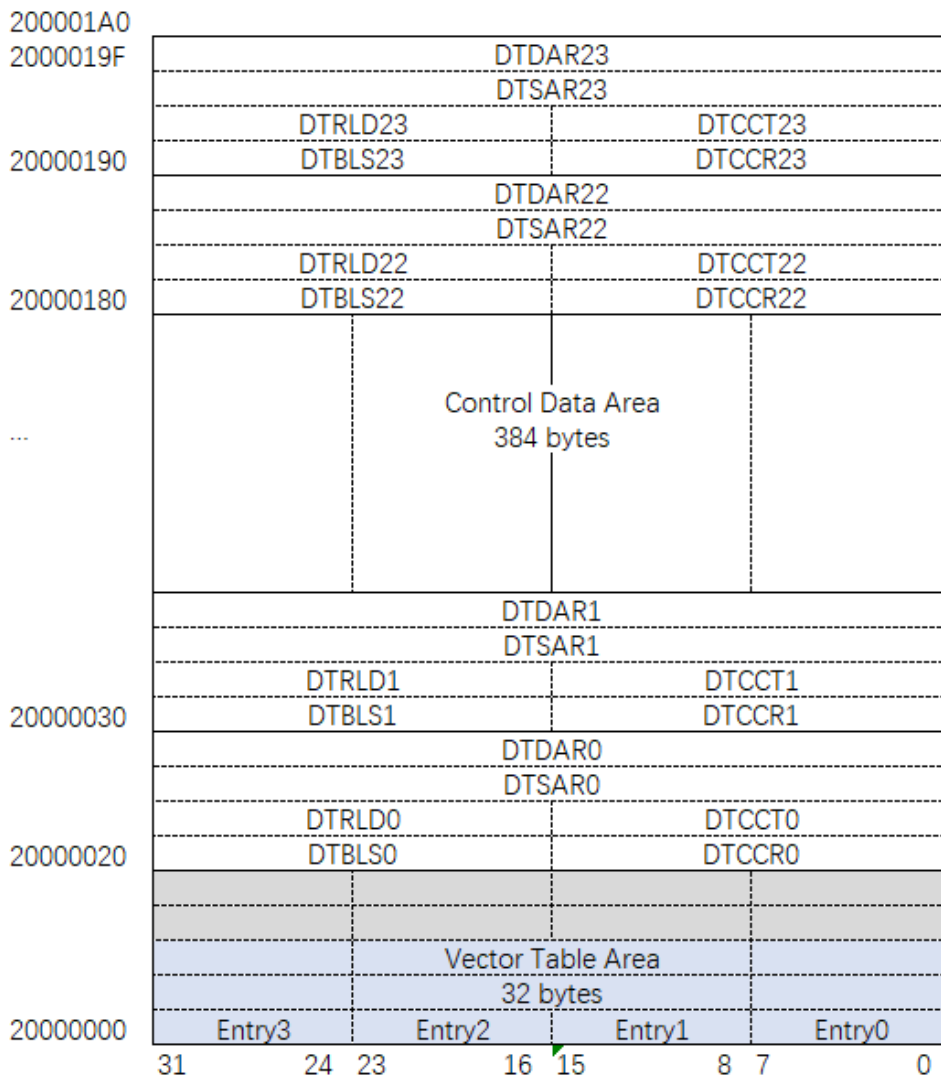 200001A0
2000019F DTDAR23
DTSAR23
DTRLD23 DTCCT23
20000190 DTBLS23 DTCCR23
DTDAR22
DTSAR22
DTRLD22 DTCCT22
20000180 DTBLS22 DTCCR22
Control Data Area
... 384 bytes
DTDAR1
DTSAR1
DTRLD1 DTCCT1
20000030 DTBLS1 DTCCR1
DTDAR0
DTSAR0
DTRLD0 DTCCT0
20000020 DTBLS0 DTCCR0
Vector Table Area
32 bytes
20000000 Entry3 Entry2 Entry1 Entry0
31 24 23 16 15 8 7 0